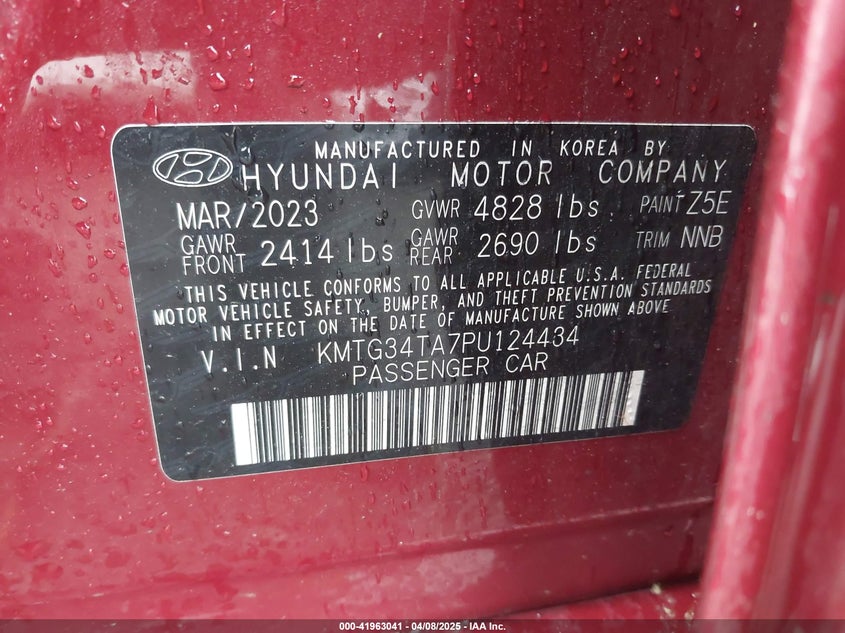 MANUFACTURED IN KOREA BY
HYUNDAI MOTOR COMPANY
MAR/2023 GVWR 4828 lbs PAINT Z5E
GAWR FRONT 2414 lbs GAWR REAR 2690 lbs TRIM NNB
THIS VEHICLE CONFORMS TO ALL APPLICABLE U.S.A. FEDERAL
MOTOR VEHICLE SAFETY, BUMPER, AND THEFT PREVENTION STANDARDS
IN EFFECT ON THE DATE OF MANUFACTURE SHOWN ABOVE
V.I.N KMTG34TA7PU124434
PASSENGER CAR
000-41963041 - 04/08/2025 - IAA Inc.